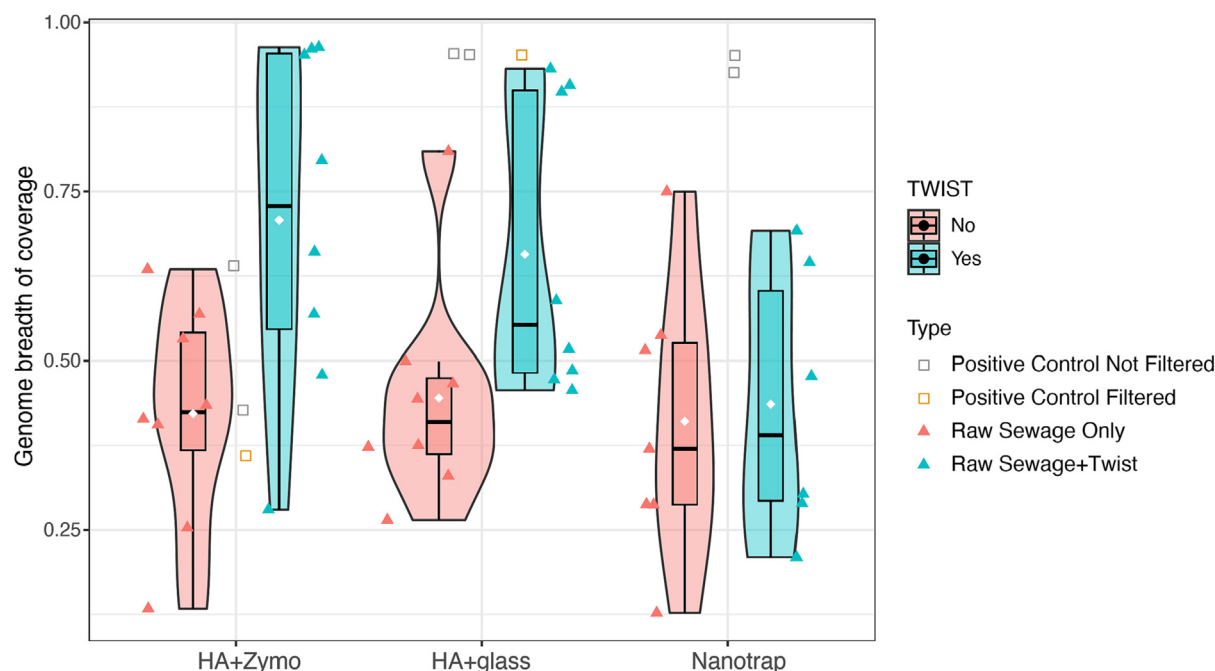 1.00
0.75
0.50
0.25
Genome breadth of coverage
HA+Zymo
HA+glass
Nanotrap
TWIST
No
Yes
Type
Positive Control Not Filtered
Positive Control Filtered
Raw Sewage Only
Raw Sewage+Twist